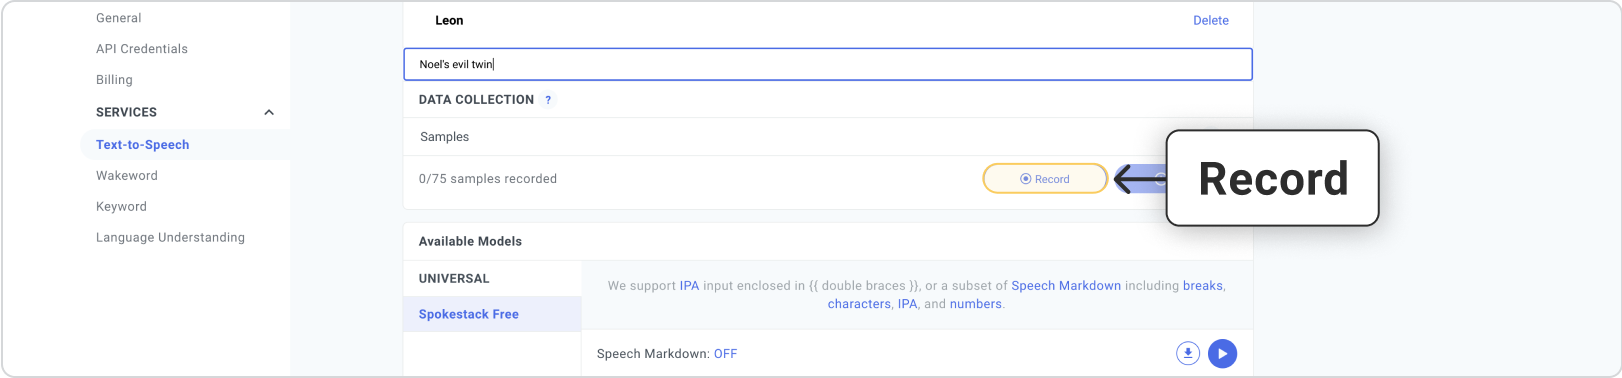 General
API Credentials
Billing
SERVICES
Text-to-Speech
Wakeword
Keyword
Language Understanding
Leon
Delete
Noel's evil twin
DATA COLLECTION ?
Samples
0/75 samples recorded
Record
Record
Available Models
UNIVERSAL
Spokestack Free
We support IPA input enclosed in {{ double braces }}, or a subset of Speech Markdown including breaks,
characters, IPA, and numbers.
Speech Markdown: OFF